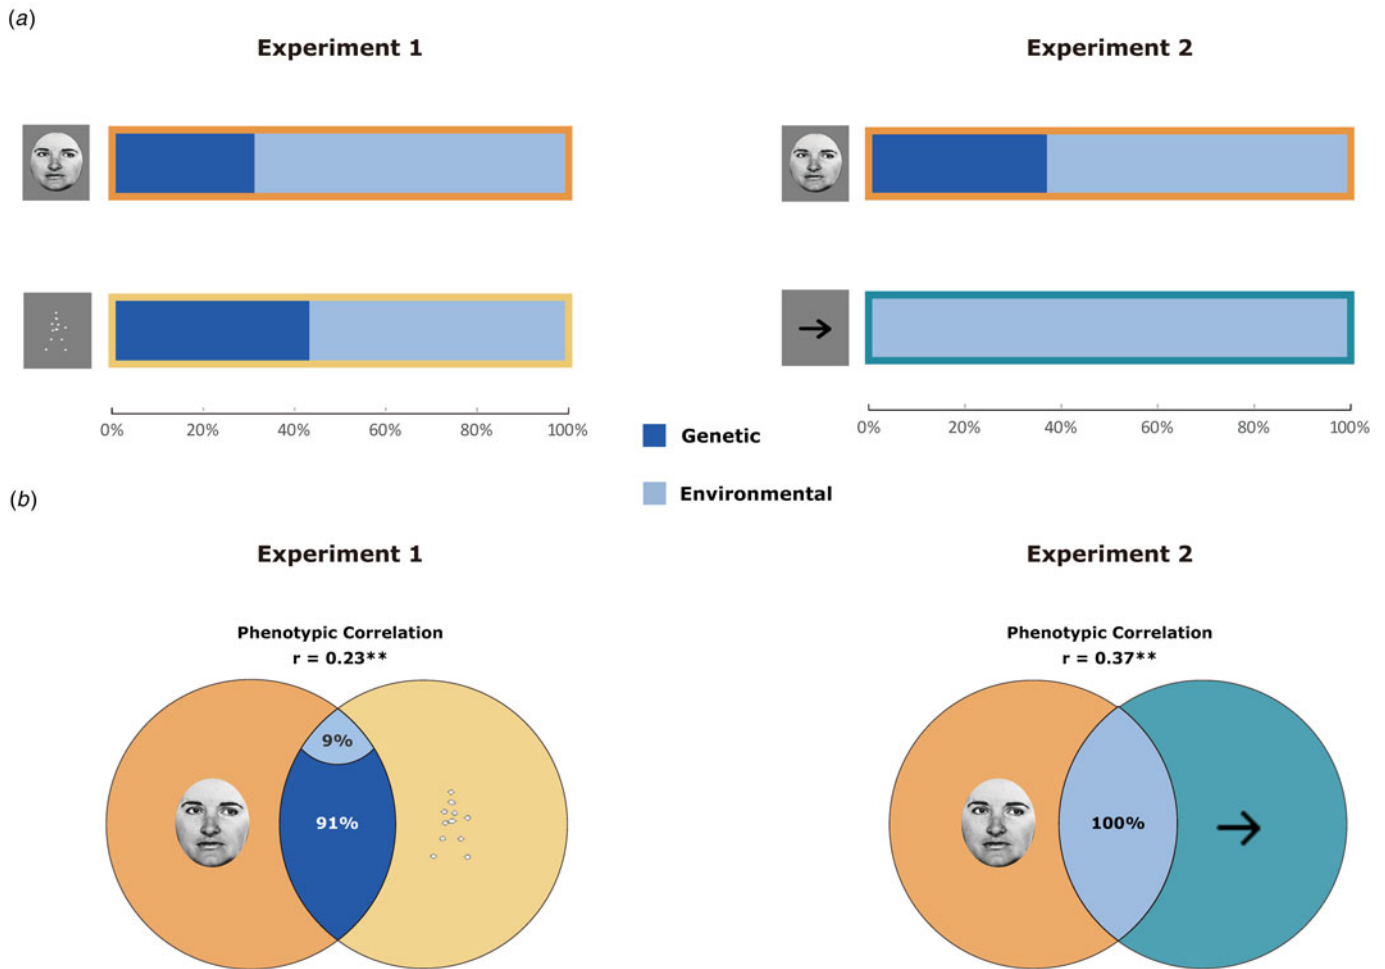 (a)
Experiment 1
Experiment 2
0% 20% 40% 60% 80% 100%
0% 20% 40% 60% 80% 100%
Genetic
Environmental
(b)
Experiment 1
Experiment 2
Phenotypic Correlation
r = 0.23**
Phenotypic Correlation
r = 0.37**
9%
91%
100%